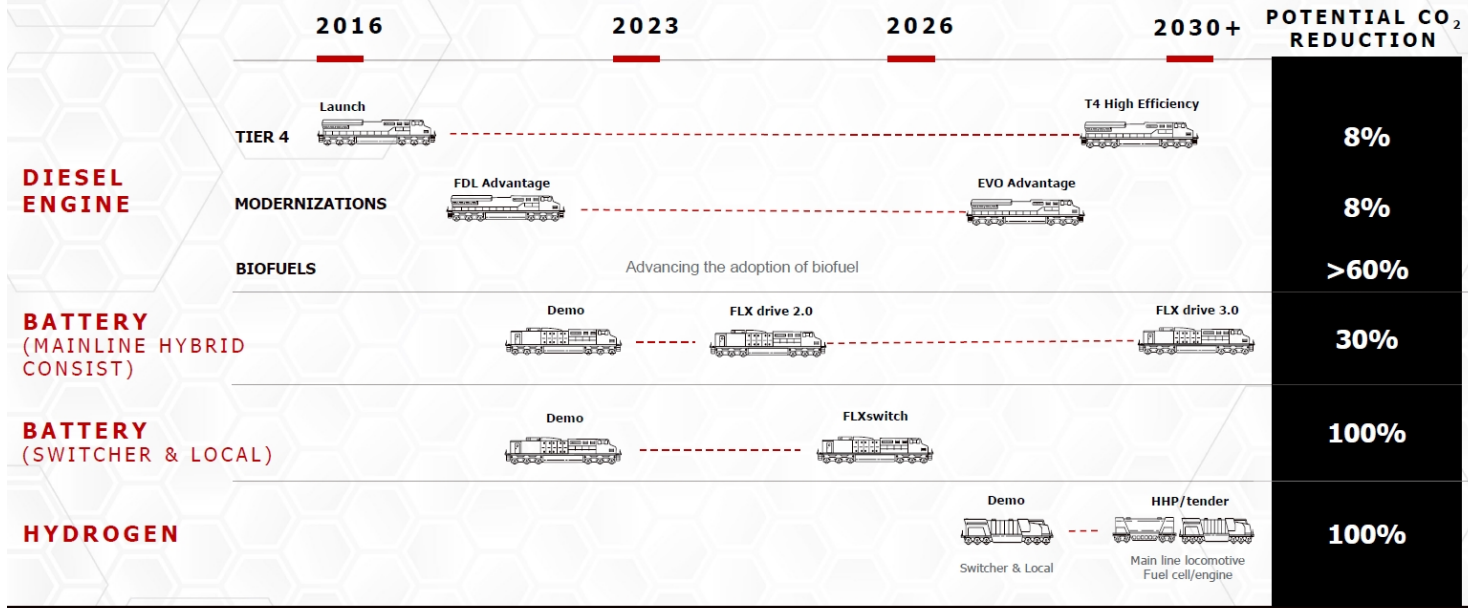 2016 2023 2026 2030+ POTENTIAL CO₂
REDUCTION
DIESEL
ENGINE
TIER 4
Launch
T4 High Efficiency
8%
MODERNIZATIONS
FDL Advantage
EVO Advantage
8%
BIOFUELS
Advancing the adoption of biofuel
>60%
BATTERY
(MAINLINE HYBRID
CONSIST)
Demo
FLX drive 2.0
FLX drive 3.0
30%
BATTERY
(SWITCHER & LOCAL)
Demo
FLXswitch
100%
HYDROGEN
Demo
Switcher & Local
HHP/tender
Main line locomotive
Fuel cell/engine
100%